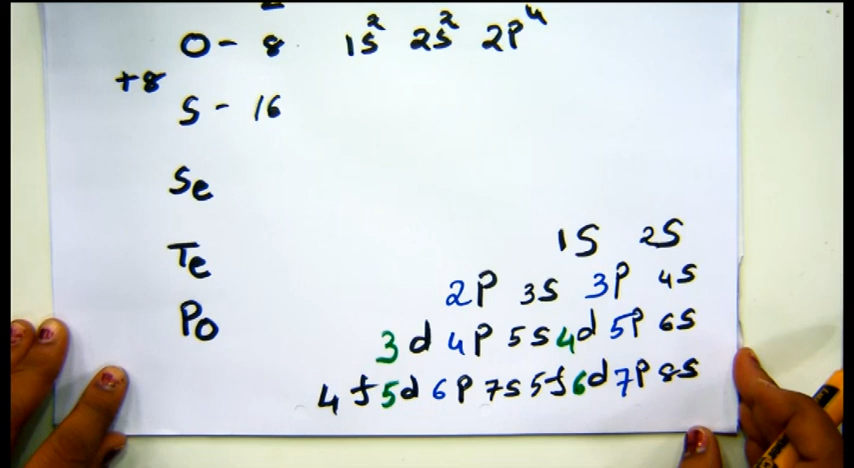 O - 8 1s² 2s² 2p⁴
+8
S - 16
Se
Te
Po
1S 2S
2P 3S 3P 4S
3d 4P 5S 4d 5P 6S
4f 5d 6P 7S 5f 6d 7P 8S